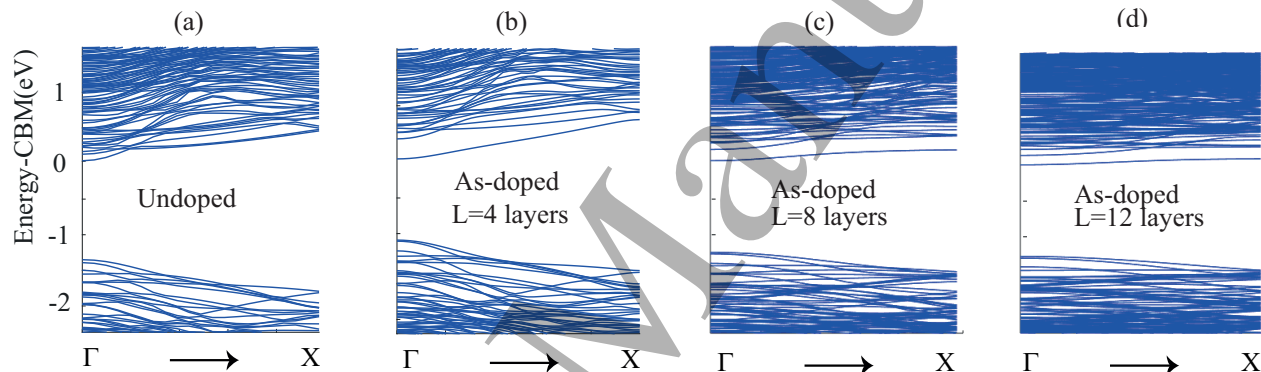 (a) (b) (c) (d)
Energy-CBM(eV)
1
0
-1
-2
Undoped
As-doped
L=4 layers
As-doped
L=8 layers
As-doped
L=12 layers
Γ X Γ X Γ X Γ X
Manu